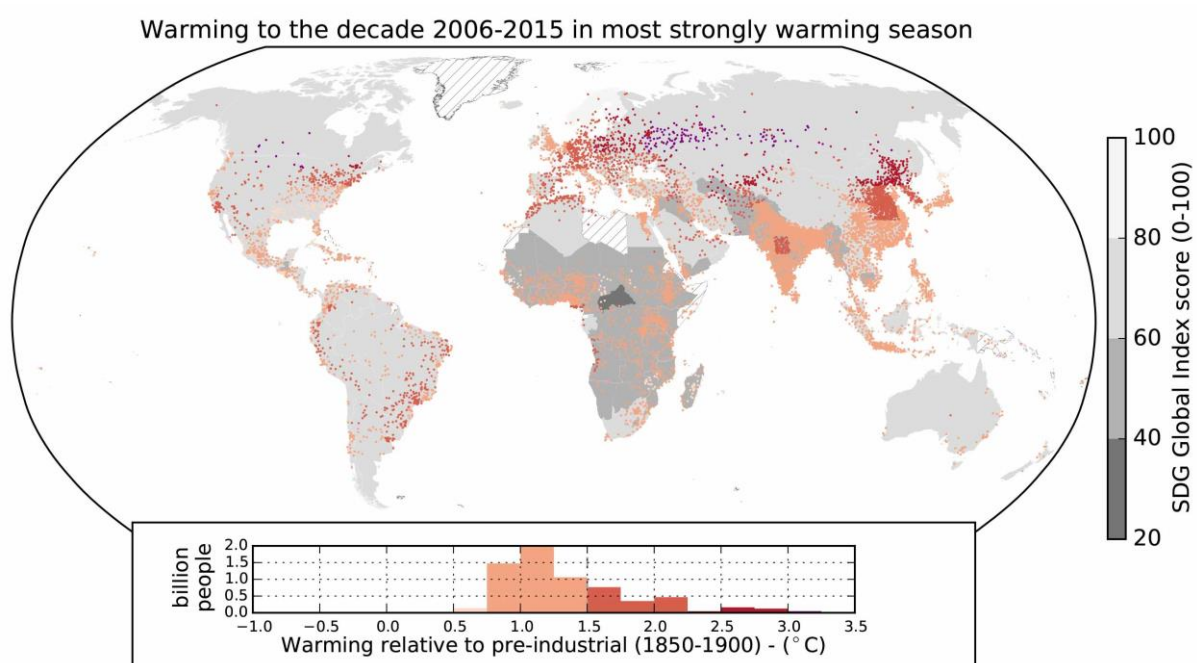 Warming to the decade 2006-2015 in most strongly warming season
100
80
60
40
20
SDG Global Index score (0-100)
billion
people
2.0
1.5
1.0
0.5
0.0
−1.0 −0.5 0.0 0.5 1.0 1.5 2.0 2.5 3.0 3.5
Warming relative to pre-industrial (1850-1900) - (°C)